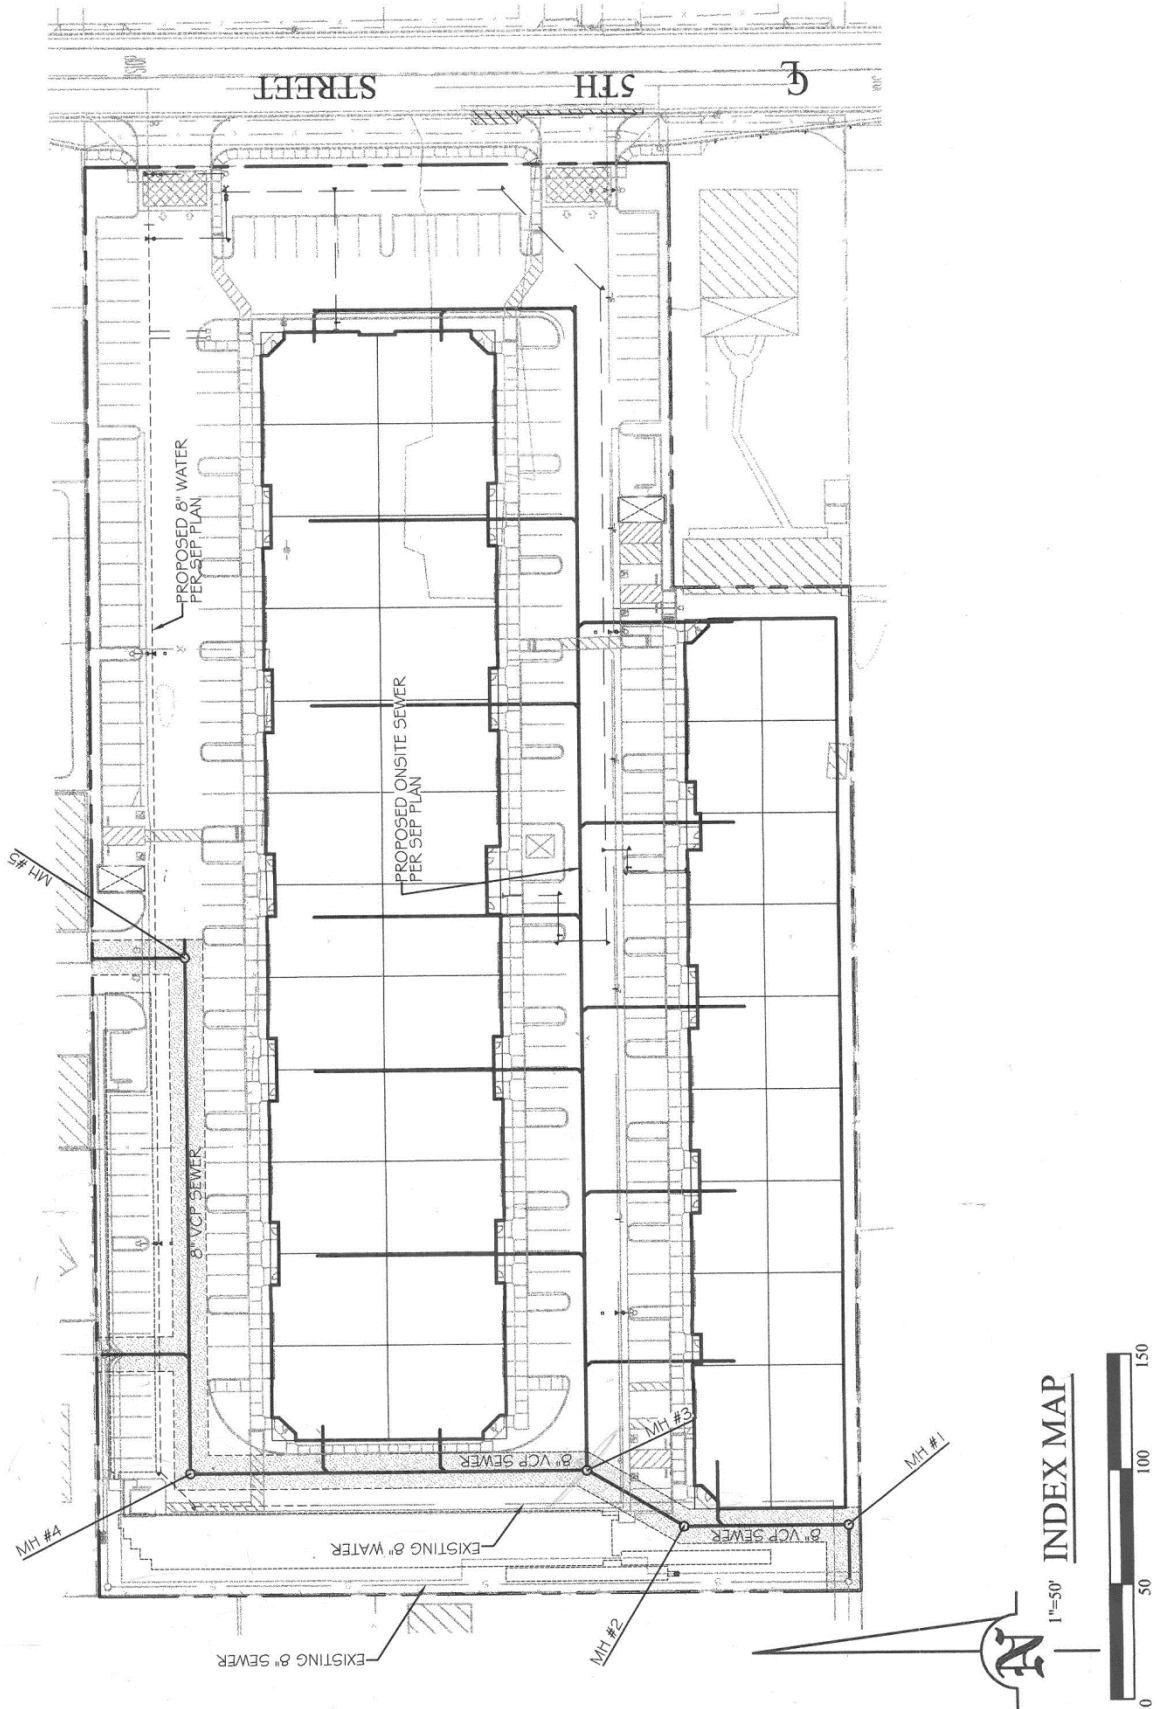 5TH STREET
℄
PROPOSED 8" WATER
PER SEP PLAN
PROPOSED ONSITE SEWER
PER SEP PLAN
MH #5
8" VCP SEWER
MH #4
8" VCP SEWER
MH #3
EXISTING 8" WATER
8" VCP SEWER
MH #1
MH #2
EXISTING 8" SEWER
N
1"=50'
INDEX MAP
0 50 100 150